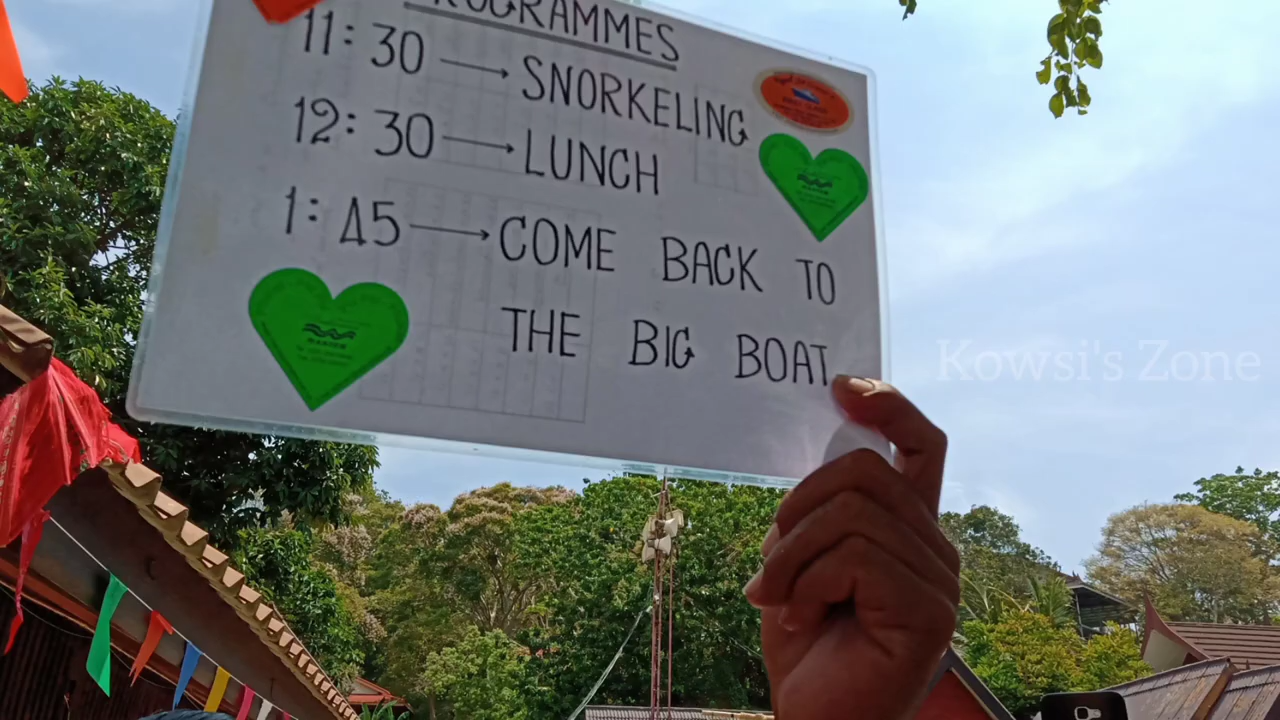 PROGRAMMES
11:30 → SNORKELING
12:30 → LUNCH
1:45 → COME BACK TO
THE BIG BOAT
Kowsi's Zone